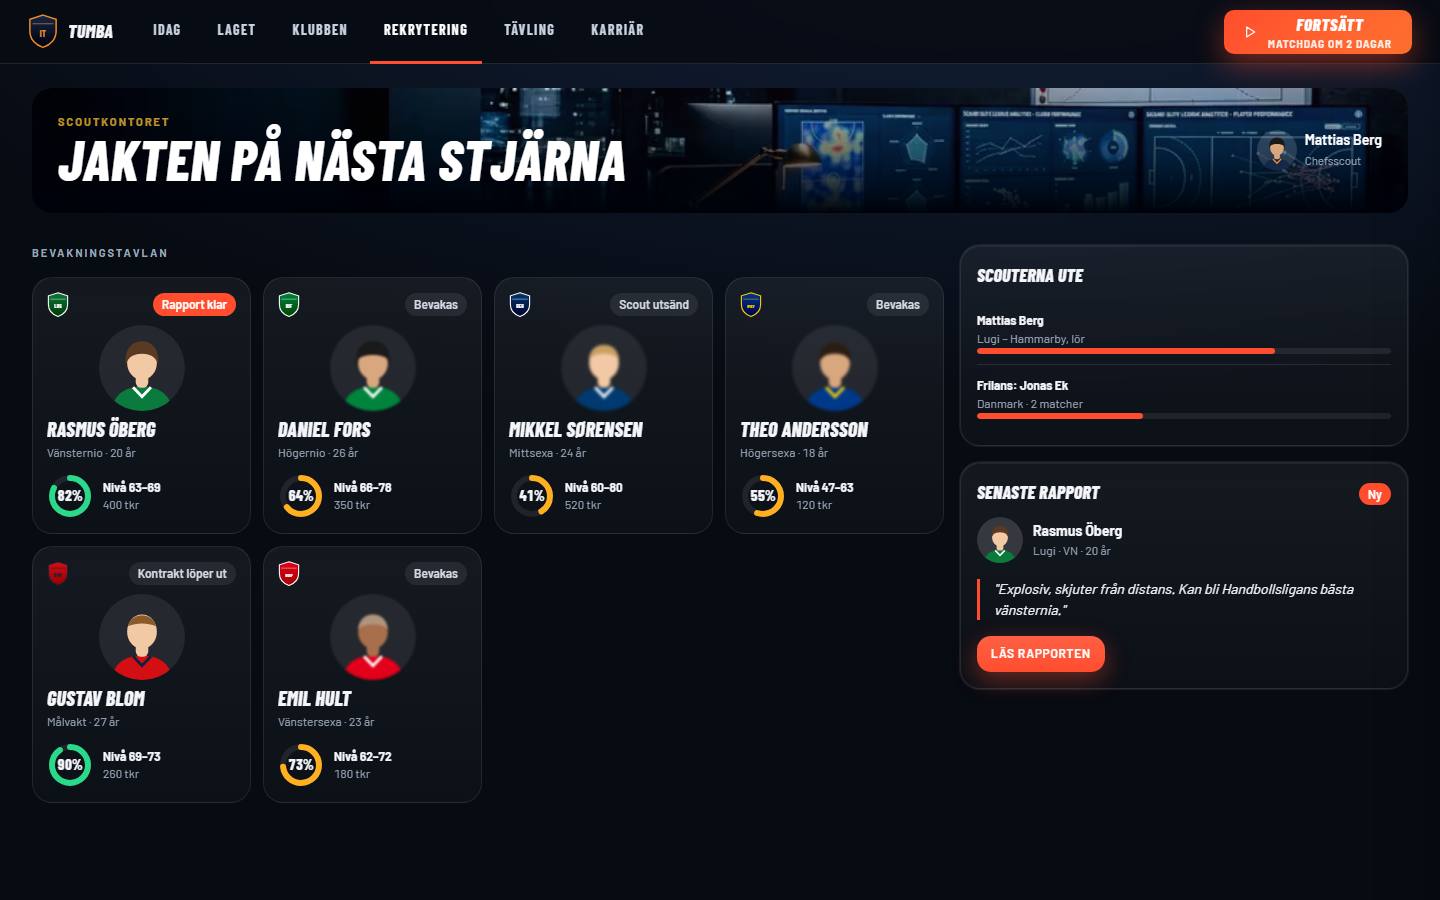 IT
TUMBA
IDAG
LAGET
KLUBBEN
REKRYTERING
TÄVLING
KARRIÄR
FORTSÄTT
MATCHDAG OM 2 DAGAR
SCOUTKONTORET
JAKTEN PÅ NÄSTA STJÄRNA
Mattias Berg
Chefsscout
BEVAKNINGSTAVLAN
Rapport klar
RASMUS ÖBERG
Vänsternio · 20 år
82%
Nivå 63–69
400 tkr
Bevakas
DANIEL FORS
Högernio · 26 år
64%
Nivå 66–78
350 tkr
Scout utsänd
MIKKEL SØRENSEN
Mittsexa · 24 år
41%
Nivå 60–80
520 tkr
Bevakas
THEO ANDERSSON
Högersexa · 18 år
55%
Nivå 47–63
120 tkr
Kontrakt löper ut
GUSTAV BLOM
Målvakt · 27 år
90%
Nivå 69–73
260 tkr
Bevakas
EMIL HULT
Vänstersexa · 23 år
73%
Nivå 62–72
180 tkr
SCOUTERNA UTE
Mattias Berg
Lugi – Hammarby, lör
Frilans: Jonas Ek
Danmark · 2 matcher
SENASTE RAPPORT
Ny
Rasmus Öberg
Lugi · VN · 20 år
"Explosiv, skjuter från distans. Kan bli Handbollsligans bästa
vänsternia."
LÄS RAPPORTEN